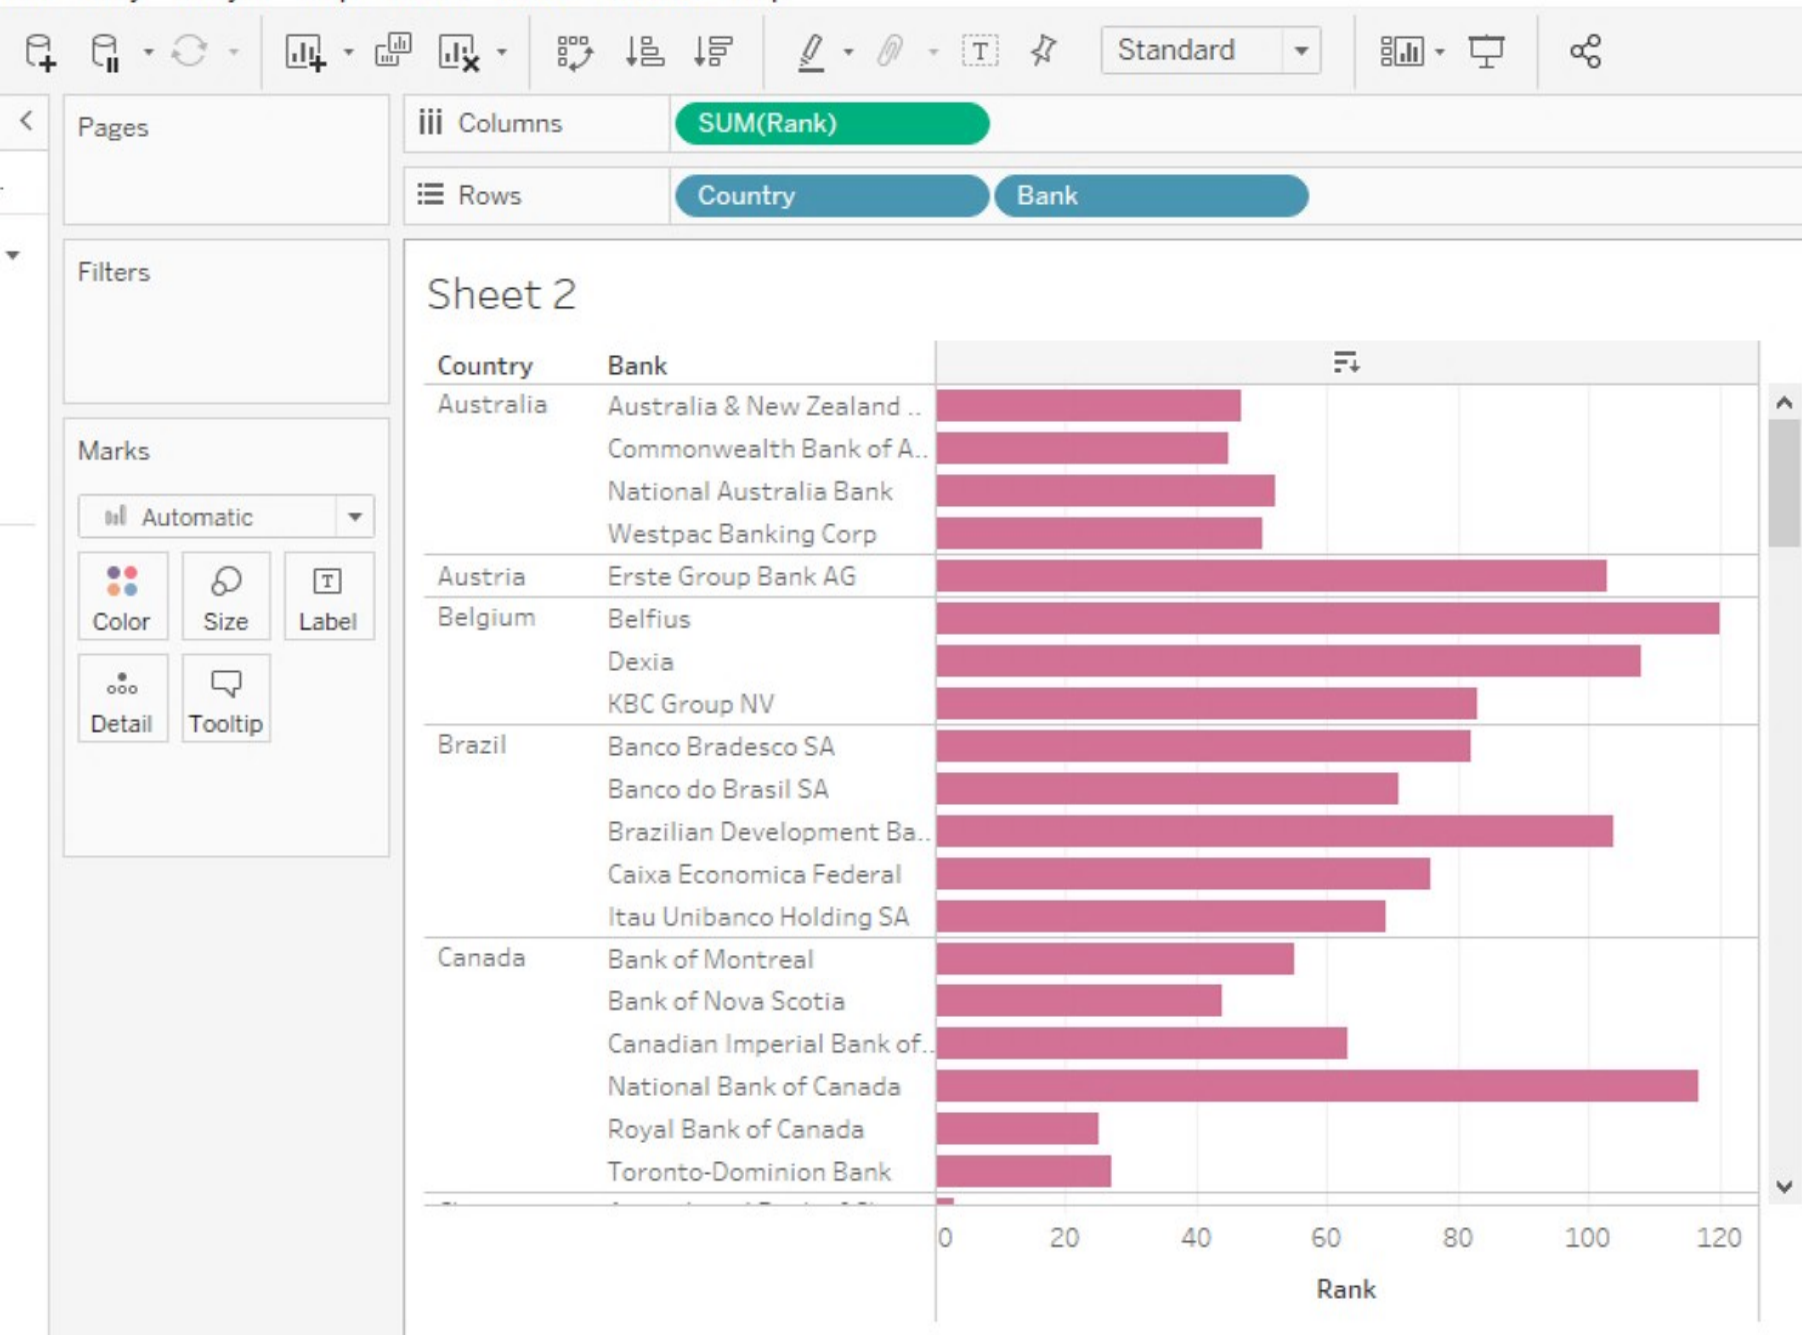 Standard
Pages
Columns
SUM(Rank)
Rows
Country
Bank
Filters
Sheet 2
Country Bank
Australia Australia & New Zealand ..
Commonwealth Bank of A..
National Australia Bank
Westpac Banking Corp
Austria Erste Group Bank AG
Belgium Belfius
Dexia
KBC Group NV
Brazil Banco Bradesco SA
Banco do Brasil SA
Brazilian Development Ba..
Caixa Economica Federal
Itau Unibanco Holding SA
Canada Bank of Montreal
Bank of Nova Scotia
Canadian Imperial Bank of..
National Bank of Canada
Royal Bank of Canada
Toronto-Dominion Bank
0 20 40 60 80 100 120
Rank
Marks
Automatic
Color Size Label
Detail Tooltip